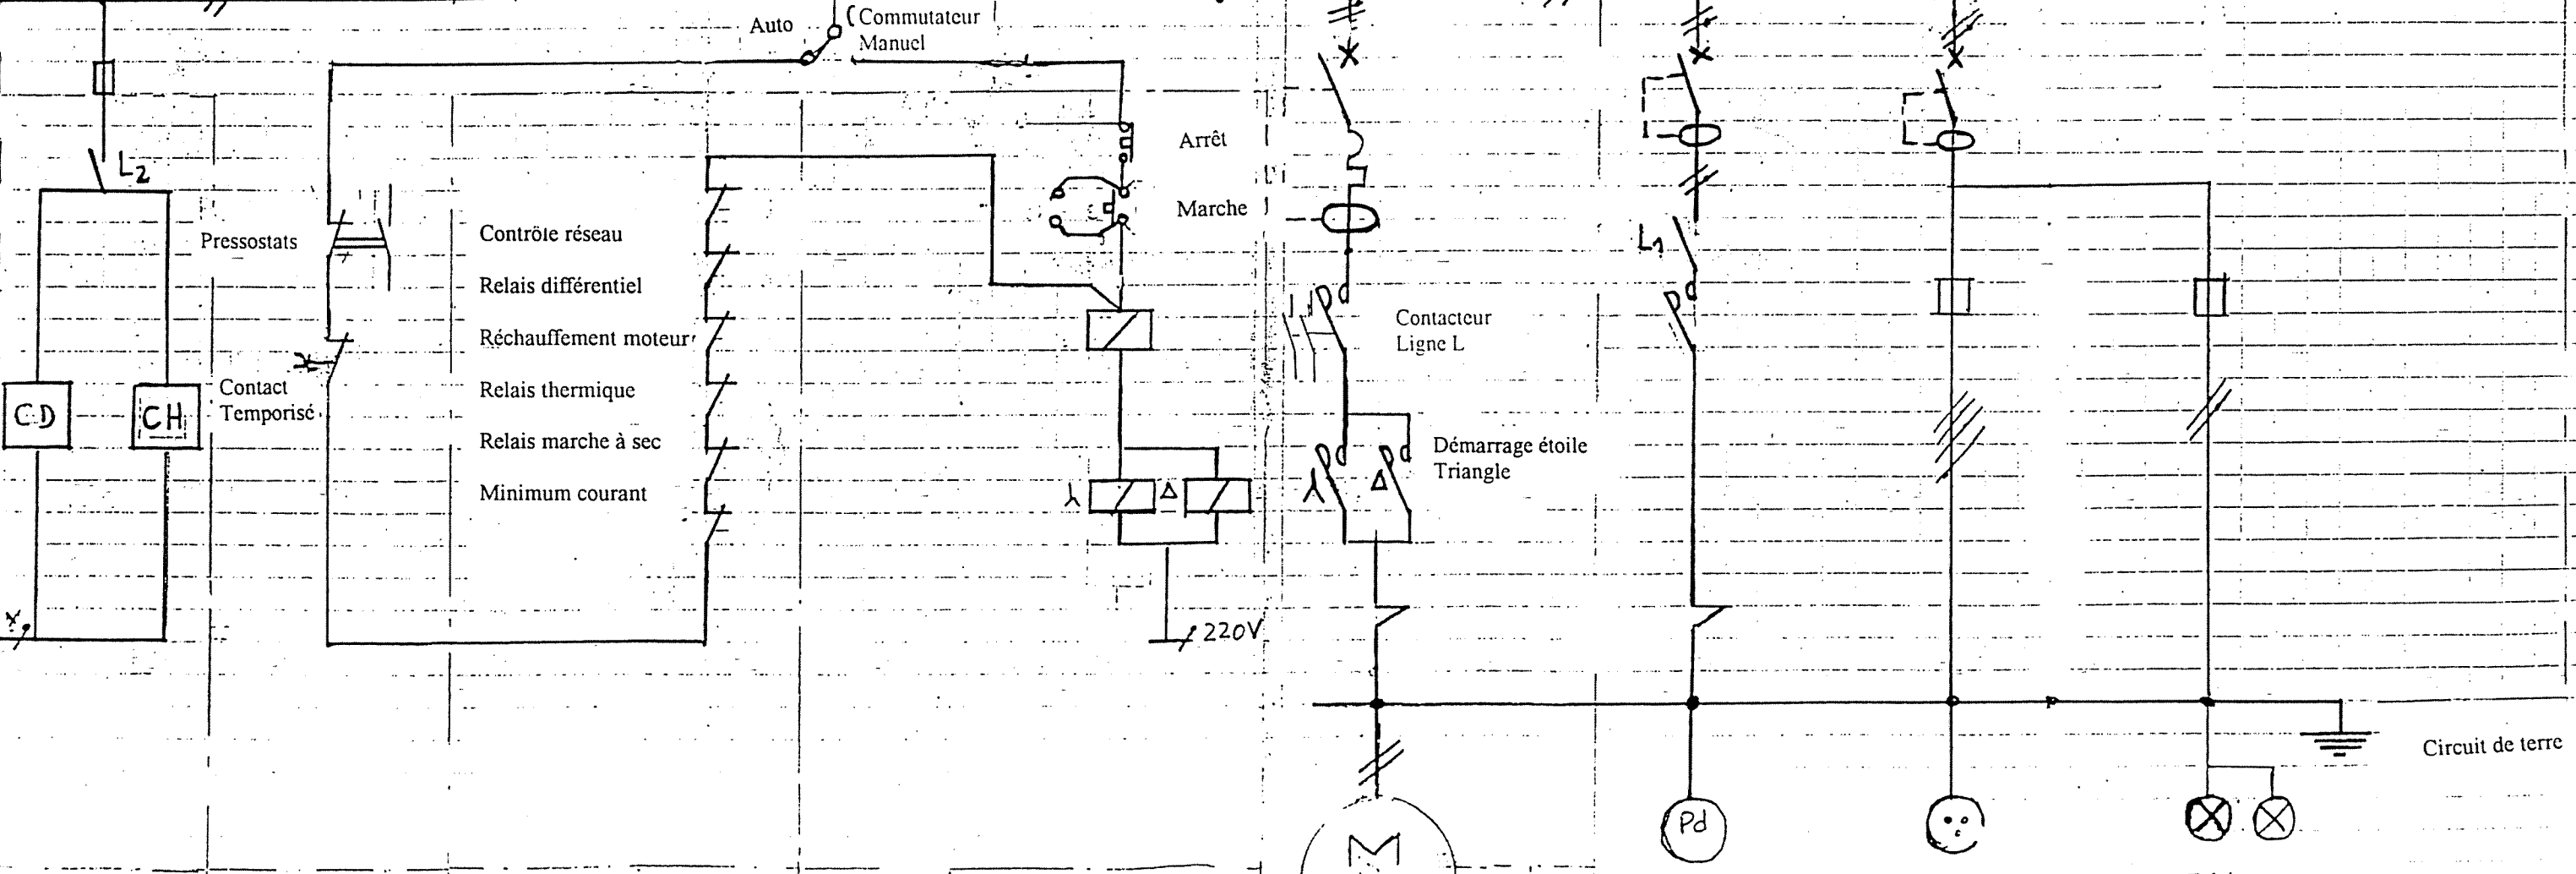 Auto
Commutateur
Manuel
L2
Arrêt
Marche
Pressostats
Contrôle réseau
Relais différentiel
Réchauffement moteur
Relais thermique
Relais marche à sec
Minimum courant
Contact
Temporisé
CD
CH
L1
Contacteur
Ligne L
Démarrage étoile
Triangle
λ
Δ
λ
Δ
220V
Circuit de terre
M
Pd